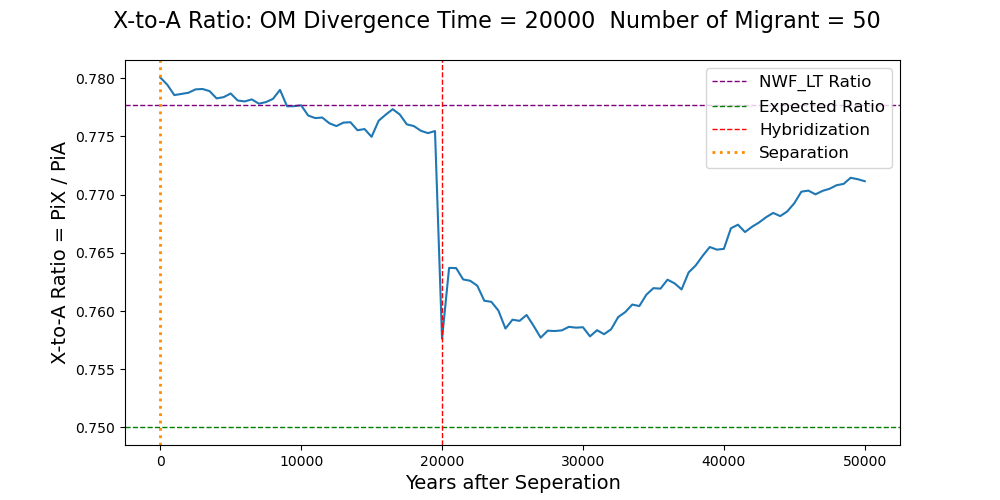 X-to-A Ratio: OM Divergence Time = 20000  Number of Migrant = 50
X-to-A Ratio = PiX / PiA
0.780
0.775
0.770
0.765
0.760
0.755
0.750
NWF_LT Ratio
Expected Ratio
Hybridization
Separation
0 10000 20000 30000 40000 50000
Years after Seperation